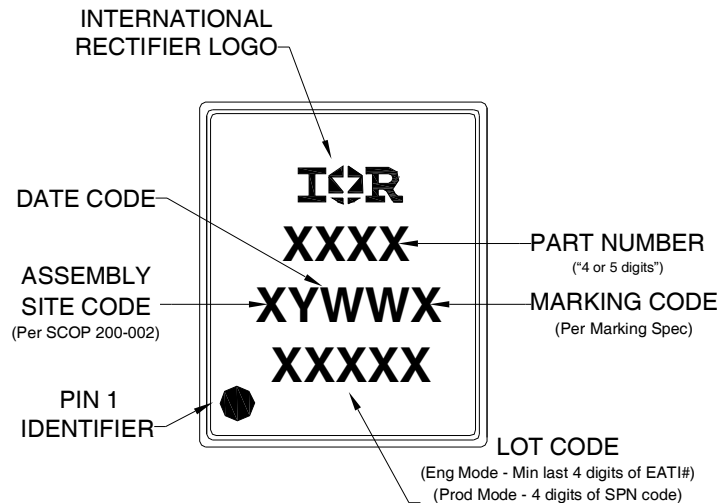 INTERNATIONAL
RECTIFIER LOGO
IOR
DATE CODE
XXXX
PART NUMBER
(“4 or 5 digits”)
ASSEMBLY
SITE CODE
(Per SCOP 200-002)
XYWWX
MARKING CODE
(Per Marking Spec)
XXXXX
PIN 1
IDENTIFIER
LOT CODE
(Eng Mode - Min last 4 digits of EATI#)
(Prod Mode - 4 digits of SPN code)